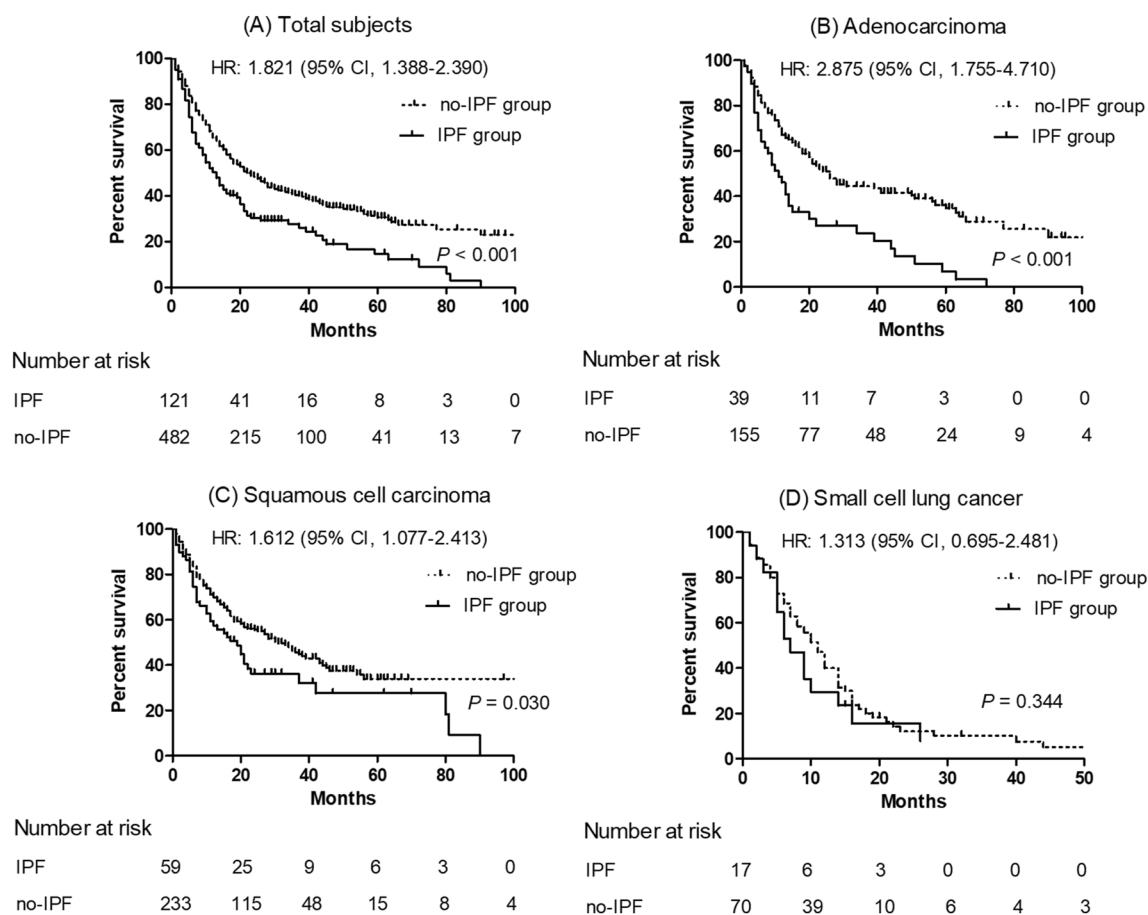 (A) Total subjects
HR: 1.821 (95% CI, 1.388-2.390)
no-IPF group
IPF group
P < 0.001
Percent survival
100
80
60
40
20
0
0 20 40 60 80 100
Months
Number at risk
IPF 121 41 16 8 3 0
no-IPF 482 215 100 41 13 7
(B) Adenocarcinoma
HR: 2.875 (95% CI, 1.755-4.710)
no-IPF group
IPF group
P < 0.001
Percent survival
100
80
60
40
20
0
0 20 40 60 80 100
Months
Number at risk
IPF 39 11 7 3 0 0
no-IPF 155 77 48 24 9 4
(C) Squamous cell carcinoma
HR: 1.612 (95% CI, 1.077-2.413)
no-IPF group
IPF group
P = 0.030
Percent survival
100
80
60
40
20
0
0 20 40 60 80 100
Months
Number at risk
IPF 59 25 9 6 3 0
no-IPF 233 115 48 15 8 4
(D) Small cell lung cancer
HR: 1.313 (95% CI, 0.695-2.481)
no-IPF group
IPF group
P = 0.344
Percent survival
100
80
60
40
20
0
0 10 20 30 40 50
Months
Number at risk
IPF 17 6 3 0 0 0
no-IPF 70 39 10 6 4 3